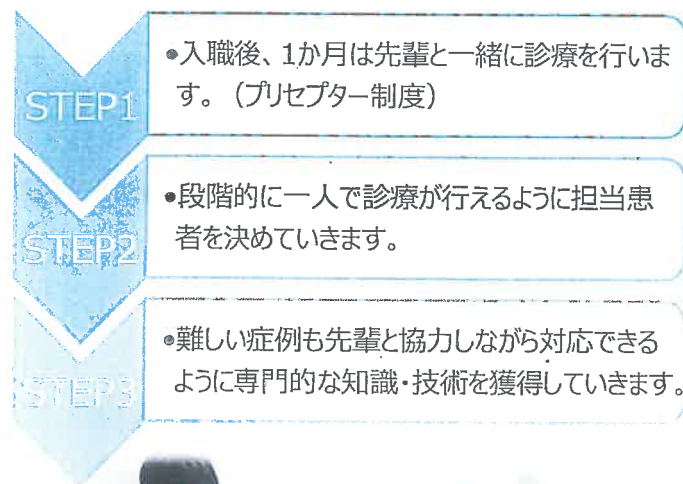 STEP1
•入職後、1か月は先輩と一緒に診療を行いま
す。（プリセプター制度）
STEP2
•段階的に一人で診療が行えるように担当患
者を決めていきます。
STEP3
•難しい症例も先輩と協力しながら対応できる
ように専門的な知識・技術を獲得していきます。